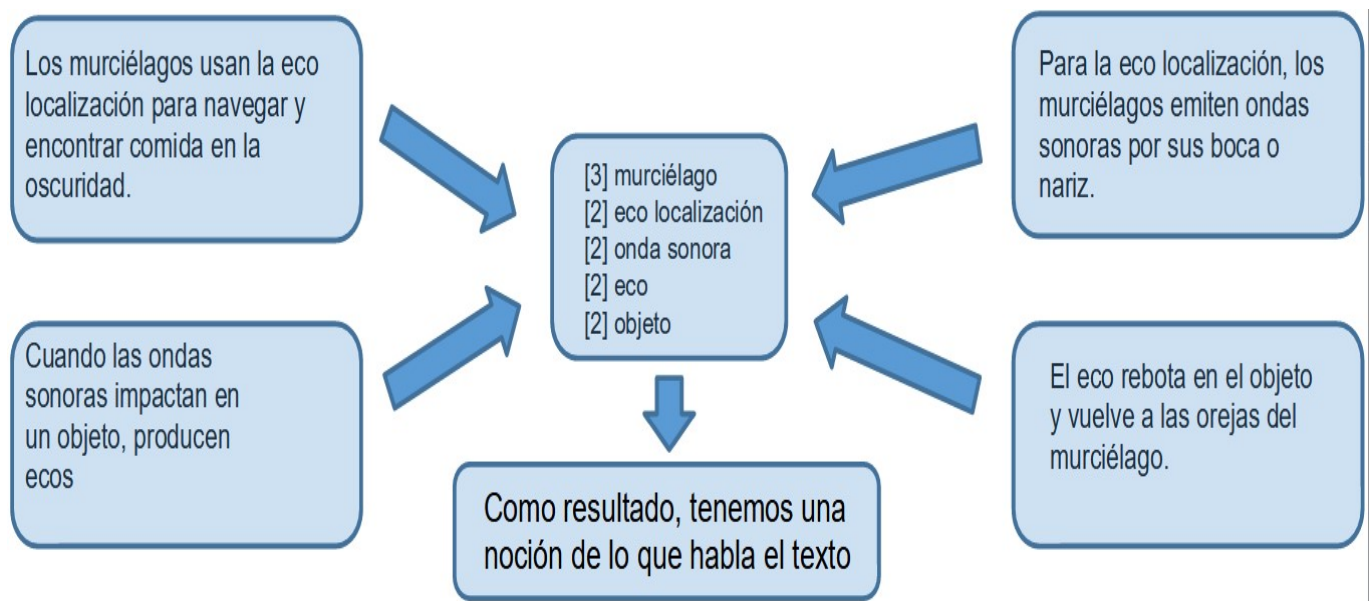 Los murciélagos usan la eco
localización para navegar y
encontrar comida en la
oscuridad.
Para la eco localización, los
murciélagos emiten ondas
sonoras por sus boca o
nariz.
[3] murciélago
[2] eco localización
[2] onda sonora
[2] eco
[2] objeto
Cuando las ondas
sonoras impactan en
un objeto, producen
ecos
El eco rebota en el objeto
y vuelve a las orejas del
murciélago.
Como resultado, tenemos una
noción de lo que habla el texto